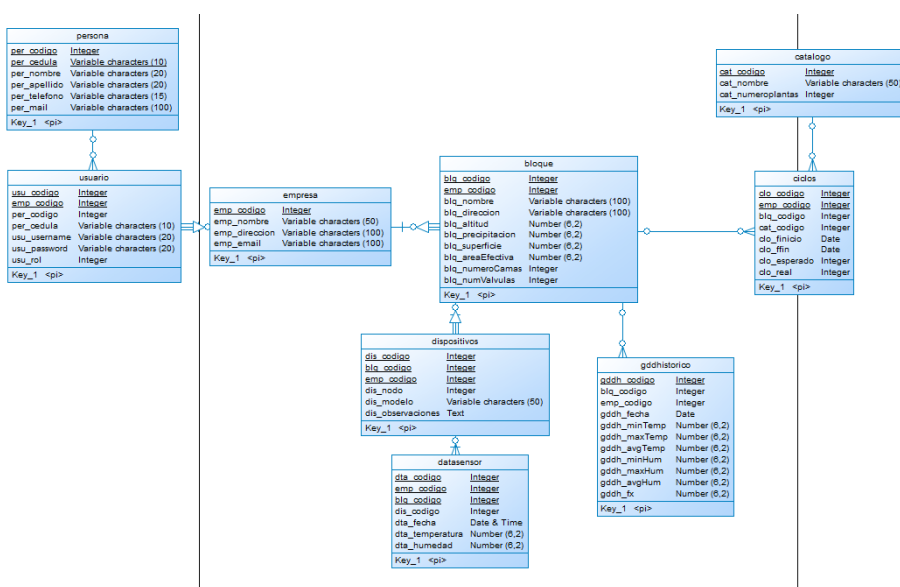 persona
per_codigo Integer
per_cedula Variable characters (10)
per_nombre Variable characters (20)
per_apellido Variable characters (20)
per_telefono Variable characters (15)
per_mail Variable characters (100)
Key_1 <pi>
catalogo
cat_codigo Integer
cat_nombre Variable characters (50)
cat_numeroplantas Integer
Key_1 <pi>
usuario
usu_codigo Integer
emp_codigo Integer
per_codigo Integer
per_cedula Variable characters (10)
usu_username Variable characters (20)
usu_password Variable characters (20)
usu_rol Integer
Key_1 <pi>
empresa
emp_codigo Integer
emp_nombre Variable characters (50)
emp_direccion Variable characters (100)
emp_email Variable characters (100)
Key_1 <pi>
bloque
blq_codigo Integer
emp_codigo Integer
blq_nombre Variable characters (100)
blq_direccion Variable characters (100)
blq_altitud Number (6,2)
blq_precipitacion Number (6,2)
blq_superficie Number (6,2)
blq_areaEfectiva Number (6,2)
blq_numeroCamas Integer
blq_numValvulas Integer
Key_1 <pi>
ciclos
clo_codigo Integer
emp_codigo Integer
blq_codigo Integer
cat_codigo Integer
clo_finicio Date
clo_ffin Date
clo_esperado Integer
clo_real Integer
Key_1 <pi>
dispositivos
dis_codigo Integer
blq_codigo Integer
emp_codigo Integer
dis_nodo Integer
dis_modelo Variable characters (50)
dis_observaciones Text
Key_1 <pi>
gddhistorico
gddh_codigo Integer
blq_codigo Integer
emp_codigo Integer
gddh_fecha Date
gddh_minTemp Number (6,2)
gddh_maxTemp Number (6,2)
gddh_avgTemp Number (6,2)
gddh_minHum Number (6,2)
gddh_maxHum Number (6,2)
gddh_avgHum Number (6,2)
gddh_fx Number (6,2)
Key_1 <pi>
datasensor
dta_codigo Integer
emp_codigo Integer
blq_codigo Integer
dis_codigo Integer
dta_fecha Date & Time
dta_temperatura Number (6,2)
dta_humedad Number (6,2)
Key_1 <pi>